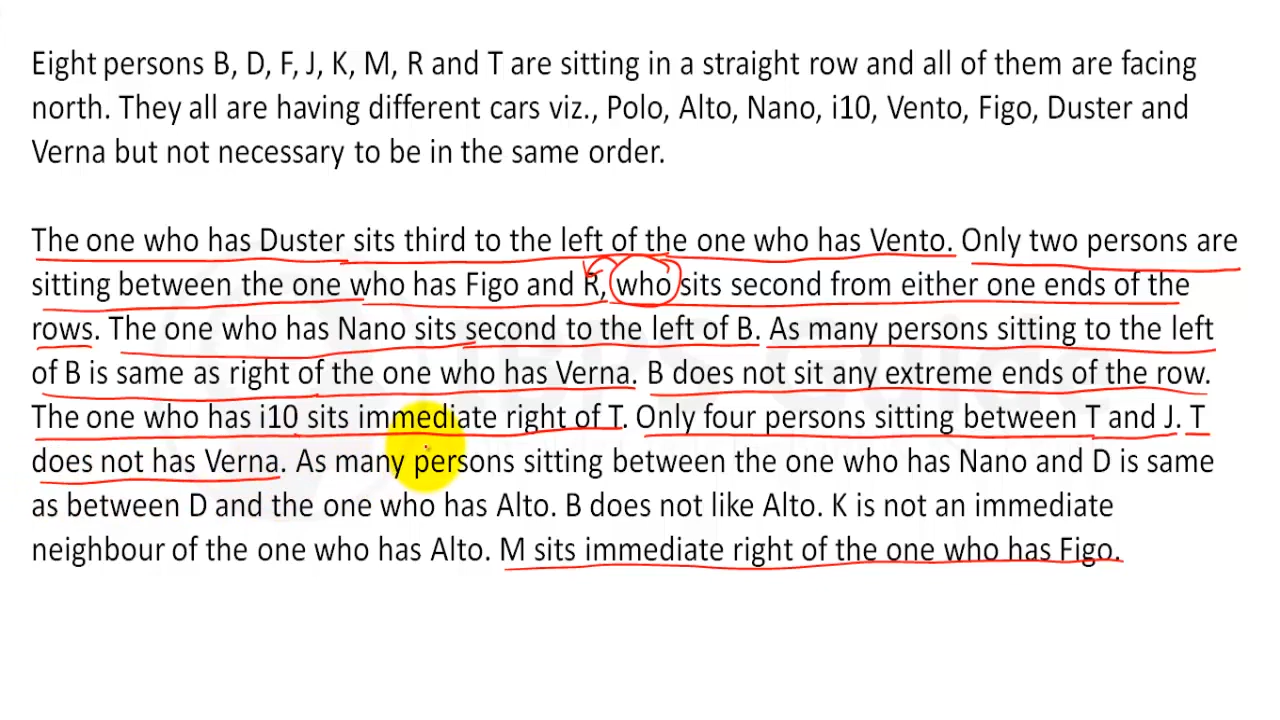 Eight persons B, D, F, J, K, M, R and T are sitting in a straight row and all of them are facing
north. They all are having different cars viz., Polo, Alto, Nano, i10, Vento, Figo, Duster and
Verna but not necessary to be in the same order.
The one who has Duster sits third to the left of the one who has Vento. Only two persons are
sitting between the one who has Figo and R, who sits second from either one ends of the
rows. The one who has Nano sits second to the left of B. As many persons sitting to the left
of B is same as right of the one who has Verna. B does not sit any extreme ends of the row.
The one who has i10 sits immediate right of T. Only four persons sitting between T and J. T
does not has Verna. As many persons sitting between the one who has Nano and D is same
as between D and the one who has Alto. B does not like Alto. K is not an immediate
neighbour of the one who has Alto. M sits immediate right of the one who has Figo.